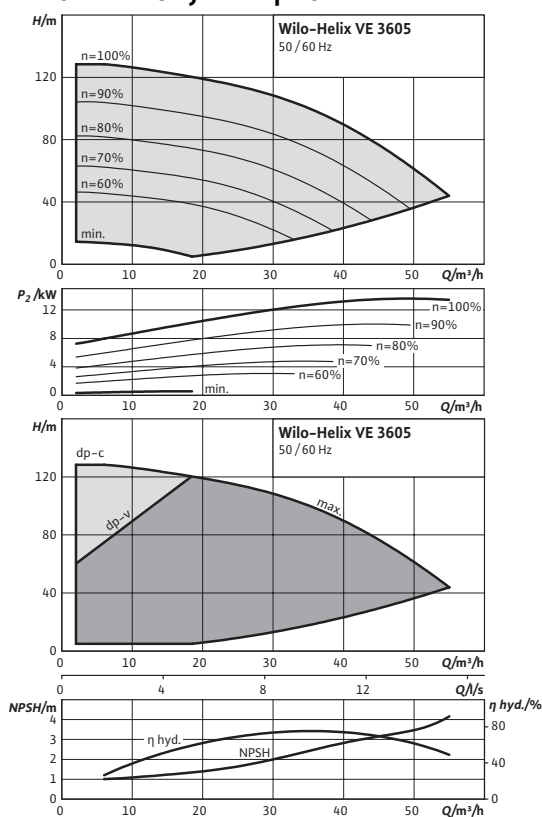 H/m
Wilo-Helix VE 3605
50 / 60 Hz
n=100%
120
n=90%
80
n=80%
n=70%
40
n=60%
min.
0
0 10 20 30 40 50 Q/m³/h
P₂/kW
12
n=100%
n=90%
8
n=80%
4
n=70%
n=60%
0
min.
0 10 20 30 40 50 Q/m³/h
H/m
Wilo-Helix VE 3605
50 / 60 Hz
dp-c
120
max.
dp-v
80
40
0
0 10 20 30 40 50 Q/m³/h
0 4 8 12 Q/l/s
NPSH/m
η hyd./%
4
80
η hyd.
3
NPSH
2
40
1
0
0
0 10 20 30 40 50 Q/m³/h